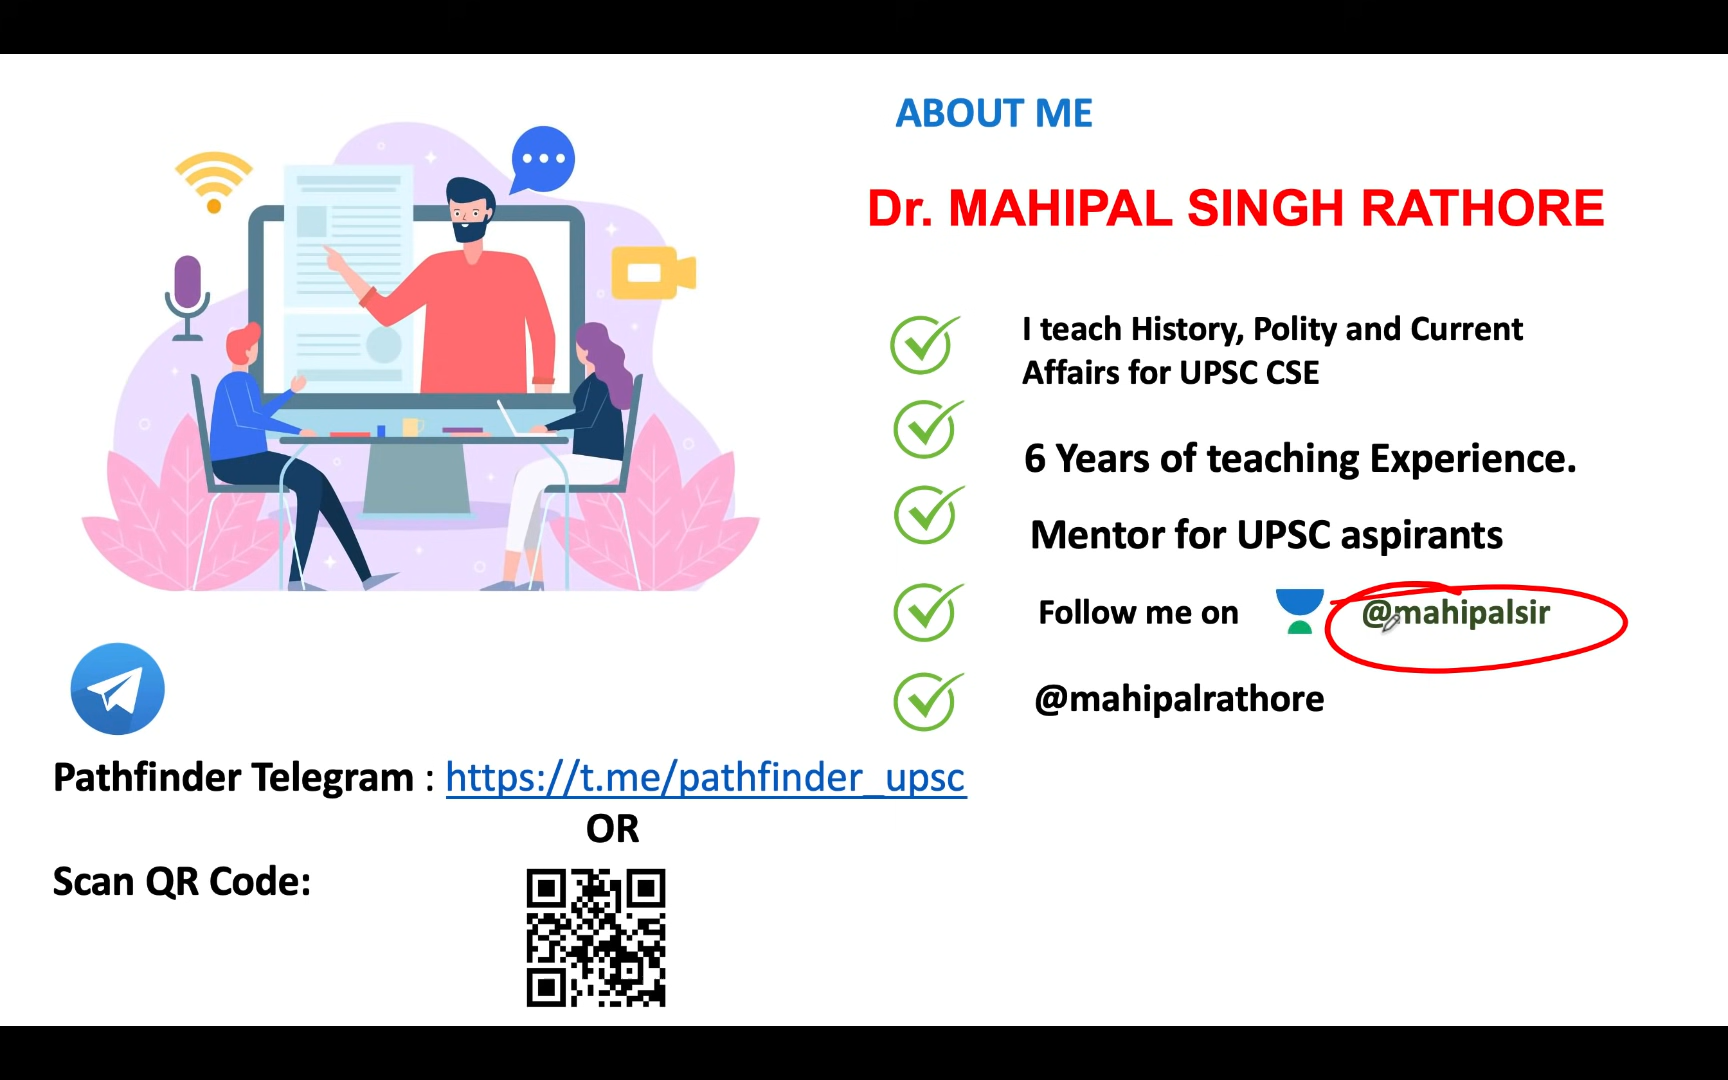 ABOUT ME
Dr. MAHIPAL SINGH RATHORE
I teach History, Polity and Current
Affairs for UPSC CSE
6 Years of teaching Experience.
Mentor for UPSC aspirants
Follow me on @mahipalsir
@mahipalrathore
Pathfinder Telegram : https://t.me/pathfinder_upsc
OR
Scan QR Code: